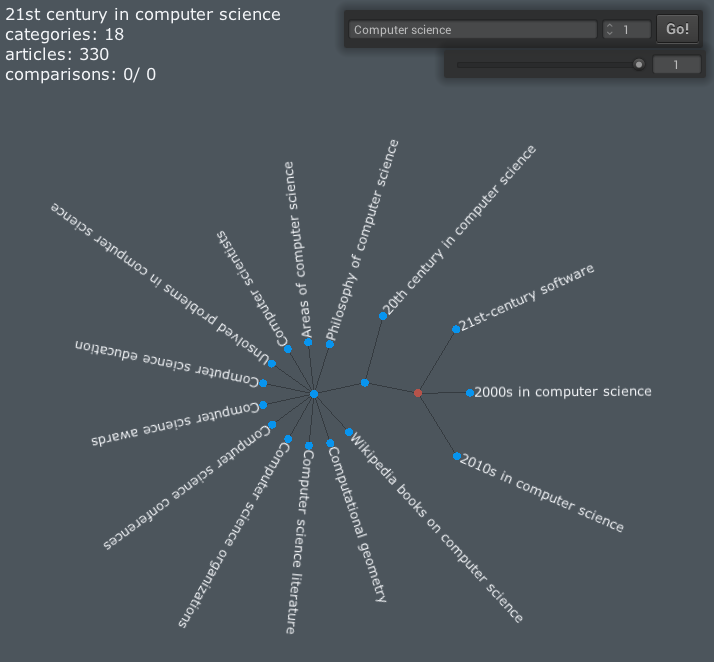 21st century in computer science
categories: 18
articles: 330
comparisons: 0/ 0
Computer science
1
Go!
1
Philosophy of computer science
20th century in computer science
Areas of computer science
Computer scientists
Unsolved problems in computer science
21st-century software
Computer science education
2000s in computer science
Computer science awards
Computer science conferences
2010s in computer science
Computer science organizations
Computer science literature
Computational geometry
Wikipedia books on computer science